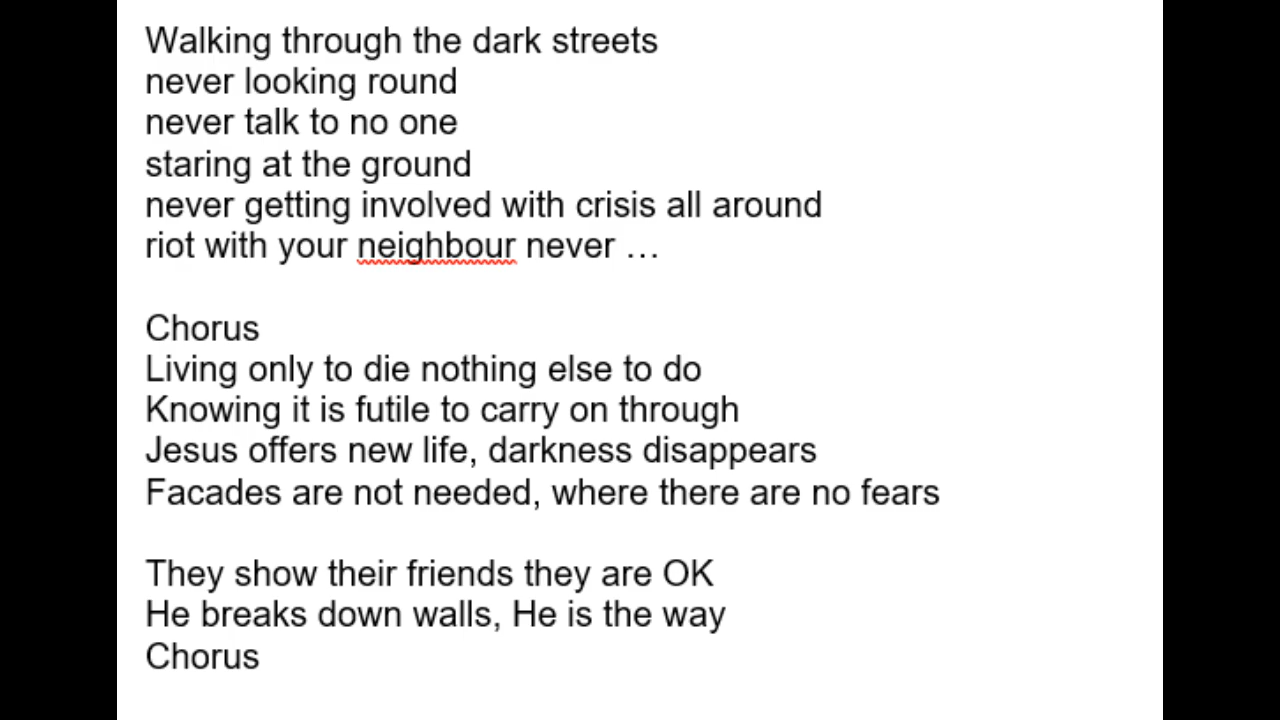 Walking through the dark streets
never looking round
never talk to no one
staring at the ground
never getting involved with crisis all around
riot with your neighbour never …
Chorus
Living only to die nothing else to do
Knowing it is futile to carry on through
Jesus offers new life, darkness disappears
Facades are not needed, where there are no fears
They show their friends they are OK
He breaks down walls, He is the way
Chorus